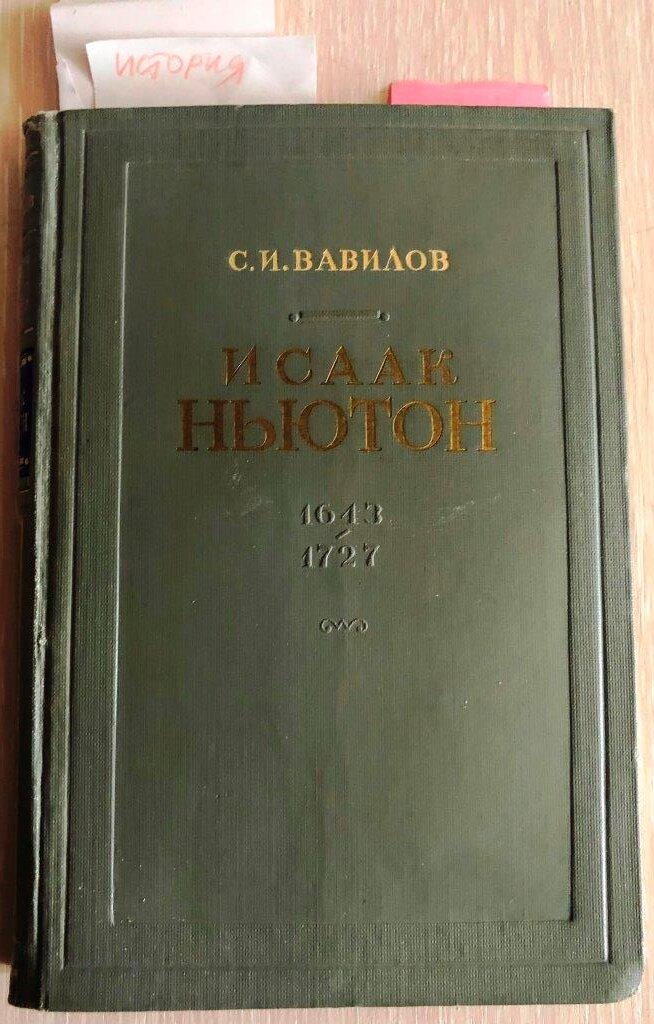 история
С.И.ВАВИЛОВ
ИСААК
НЬЮТОН
1643
-
1727